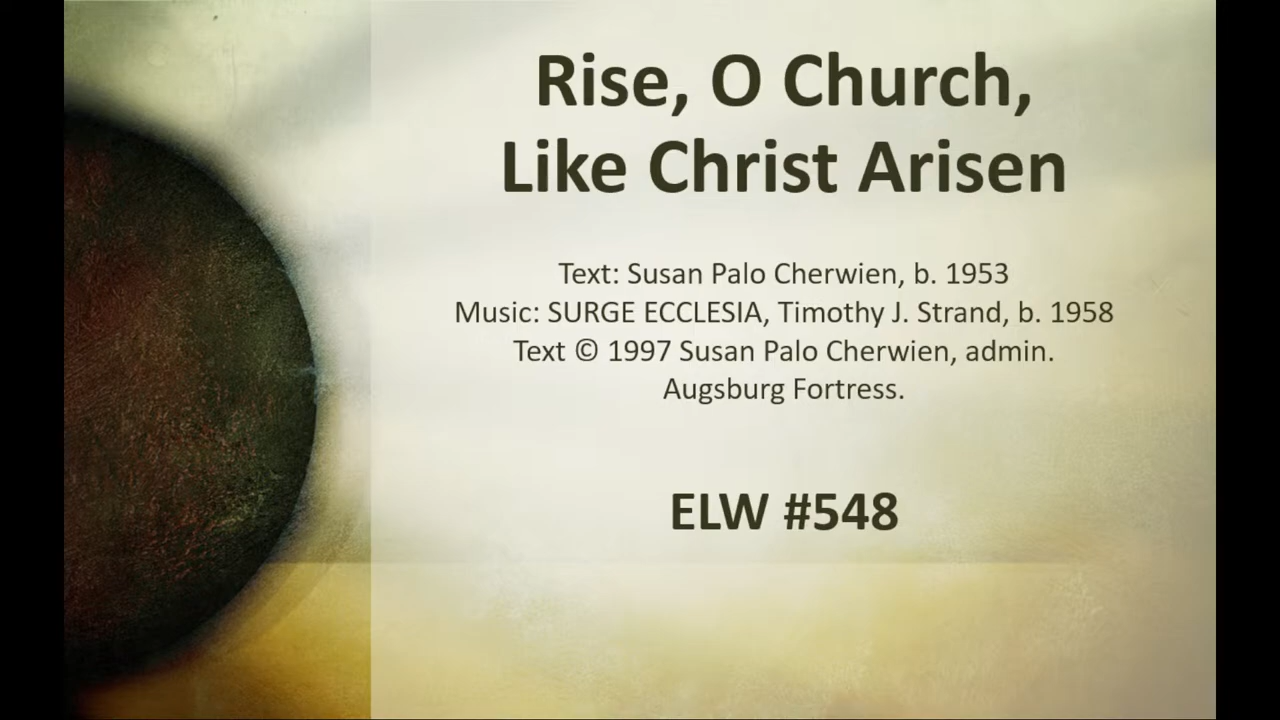 Rise, O Church,
Like Christ Arisen
Text: Susan Palo Cherwien, b. 1953
Music: SURGE ECCLESIA, Timothy J. Strand, b. 1958
Text © 1997 Susan Palo Cherwien, admin.
Augsburg Fortress.
ELW #548